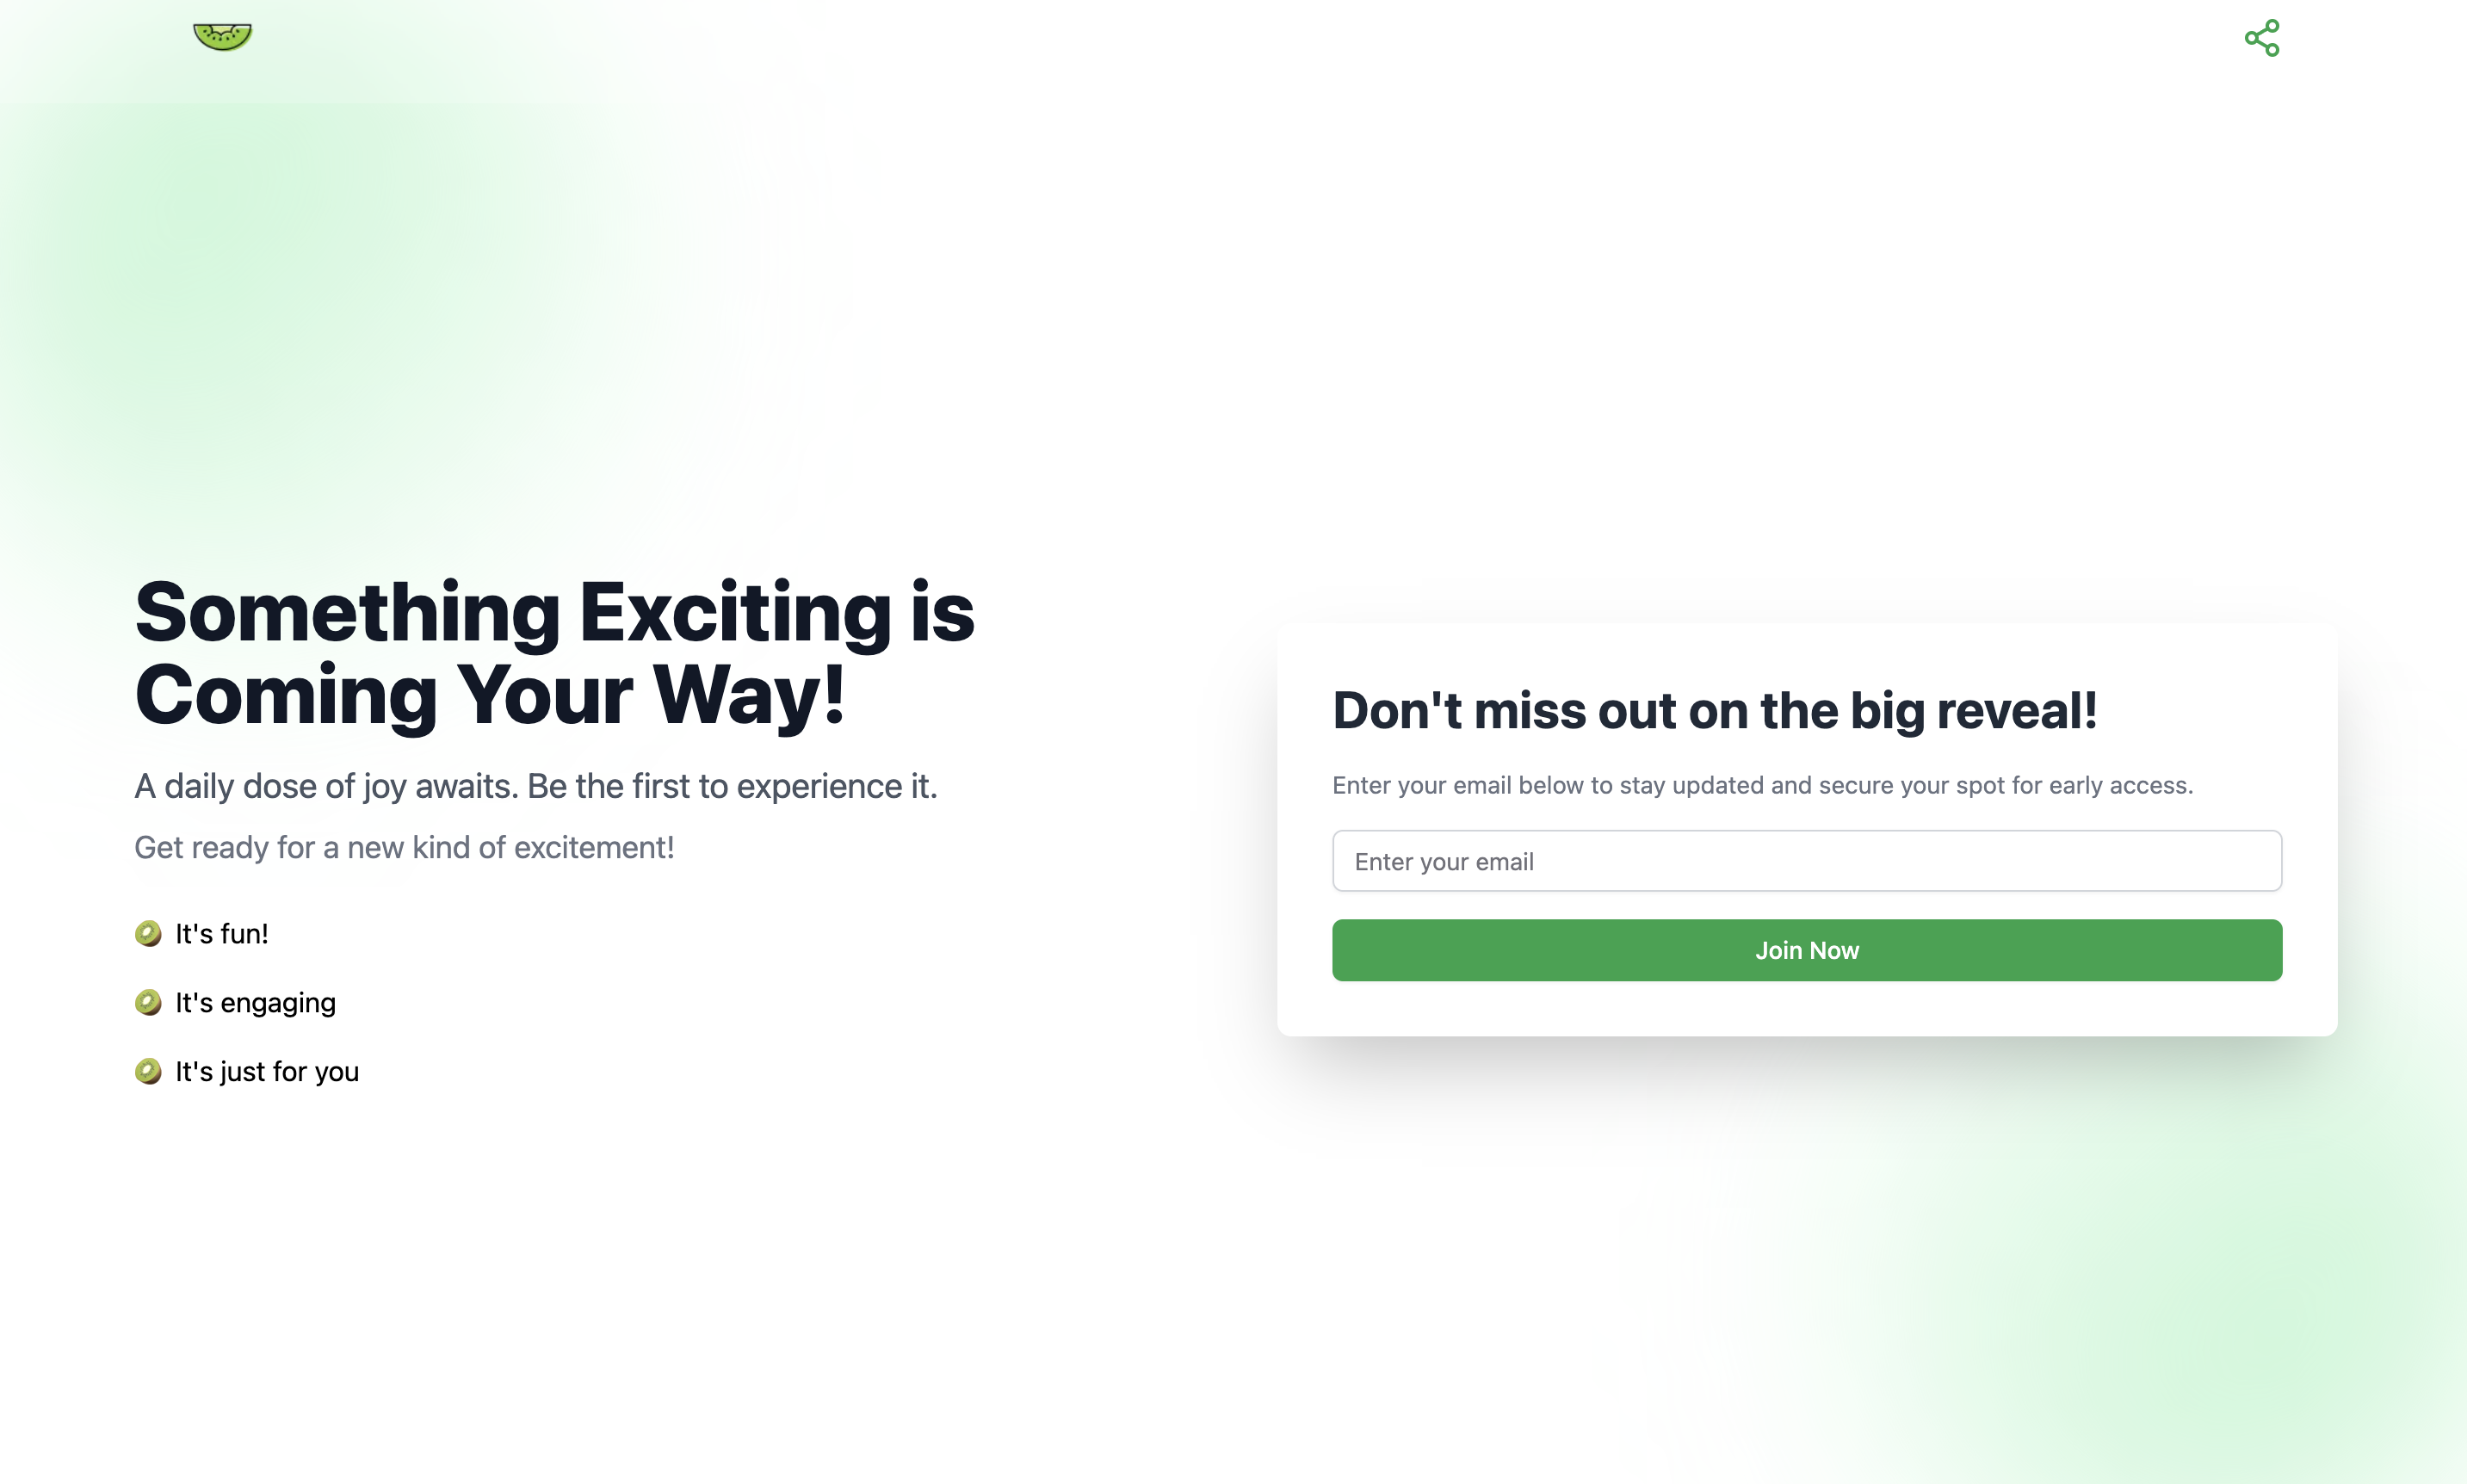 Something Exciting is
Coming Your Way!
A daily dose of joy awaits. Be the first to experience it.
Get ready for a new kind of excitement!
It's fun!
It's engaging
It's just for you
Don't miss out on the big reveal!
Enter your email below to stay updated and secure your spot for early access.
Enter your email
Join Now